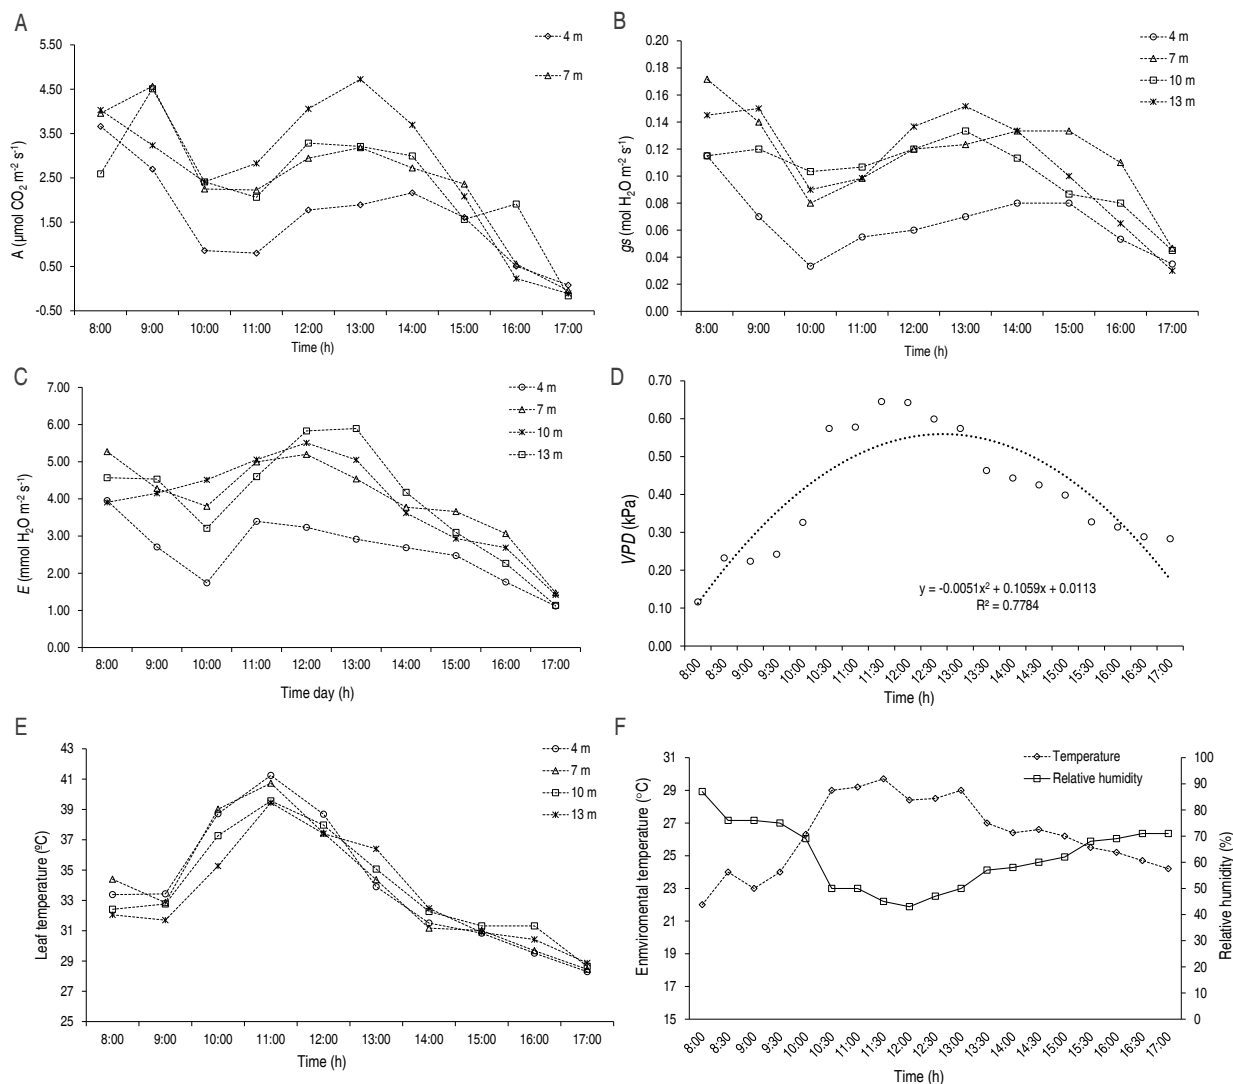 A
5.50
4.50
3.50
2.50
1.50
0.50
-0.50
A (µmol CO2 m-2 s-1)
8:00 9:00 10:00 11:00 12:00 13:00 14:00 15:00 16:00 17:00
Time (h)
4 m
7 m
B
0.20
0.18
0.16
0.14
0.12
0.10
0.08
0.06
0.04
0.02
0.00
gs (mol H2O m-2 s-1)
8:00 9:00 10:00 11:00 12:00 13:00 14:00 15:00 16:00 17:00
Time (h)
4 m
7 m
10 m
13 m
C
7.00
6.00
5.00
4.00
3.00
2.00
1.00
0.00
E (mmol H2O m-2 s-1)
8:00 9:00 10:00 11:00 12:00 13:00 14:00 15:00 16:00 17:00
Time day (h)
4 m
7 m
10 m
13 m
D
0.70
0.60
0.50
0.40
0.30
0.20
0.10
0.00
VPD (kPa)
y = -0.0051x2 + 0.1059x + 0.0113
R2 = 0.7784
8:00 8:30 9:00 9:30 10:00 10:30 11:00 11:30 12:00 12:30 13:00 13:30 14:00 14:30 15:00 15:30 16:00 16:30 17:00
Time (h)
E
43
41
39
37
35
33
31
29
27
25
Leaf temperature (ºC)
8:00 9:00 10:00 11:00 12:00 13:00 14:00 15:00 16:00 17:00
Time (h)
4 m
7 m
10 m
13 m
F
31
29
27
25
23
21
19
17
15
Enmviromental temperature (°C)
Temperature
Relative humidity
100
90
80
70
60
50
40
30
20
10
0
Relative humidity (%)
8:00 8:30 9:00 9:30 10:00 10:30 11:00 11:30 12:00 12:30 13:00 13:30 14:00 14:30 15:00 15:30 16:00 16:30 17:00
Time (h)